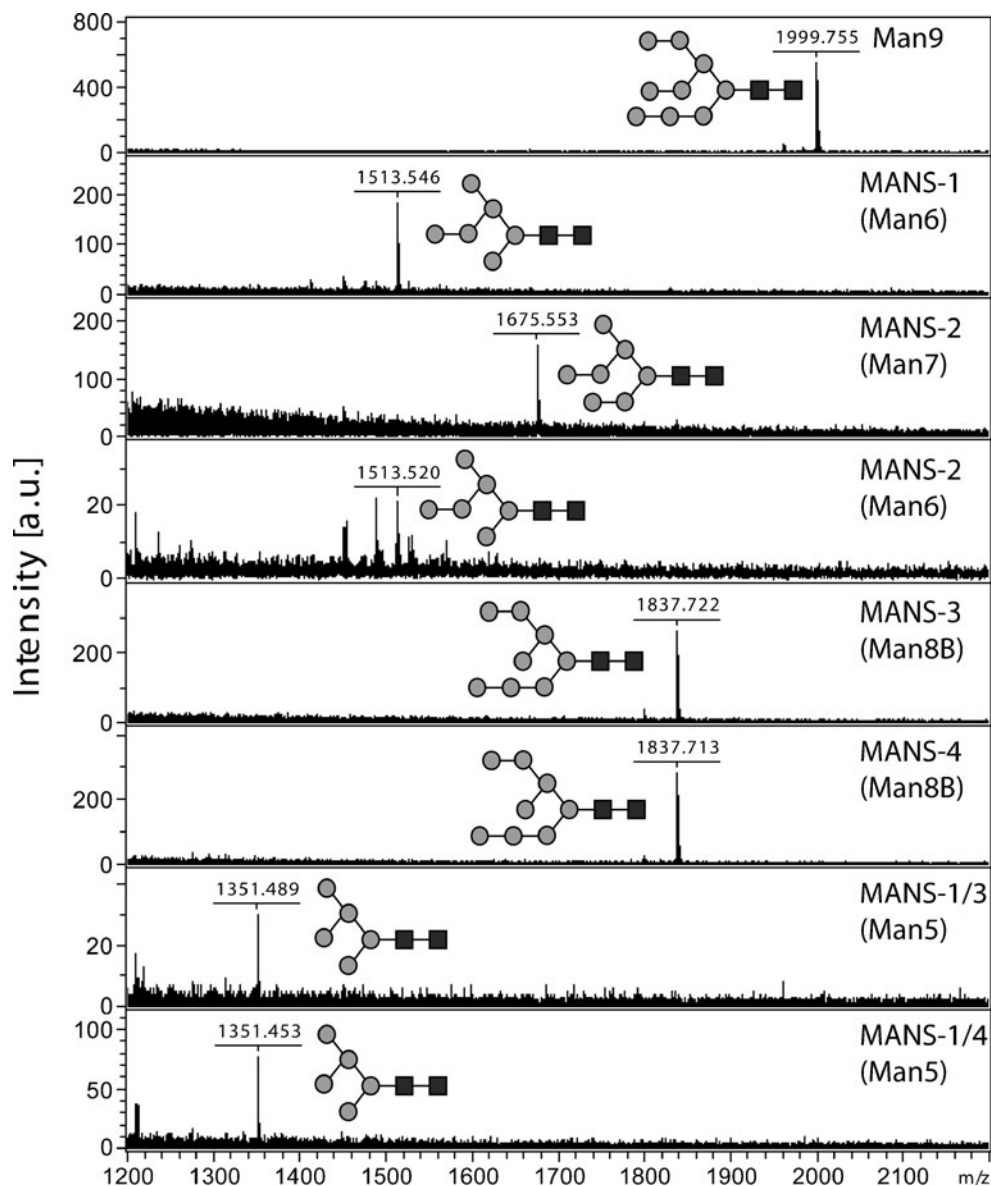 Intensity [a.u.]
800
400
0
1999.755
Man9
200
100
0
1513.546
MANS-1
(Man6)
200
100
0
1675.553
MANS-2
(Man7)
20
0
1513.520
MANS-2
(Man6)
200
0
1837.722
MANS-3
(Man8B)
200
0
1837.713
MANS-4
(Man8B)
20
0
1351.489
MANS-1/3
(Man5)
100
50
0
1351.453
MANS-1/4
(Man5)
1200 1300 1400 1500 1600 1700 1800 1900 2000 2100 m/z